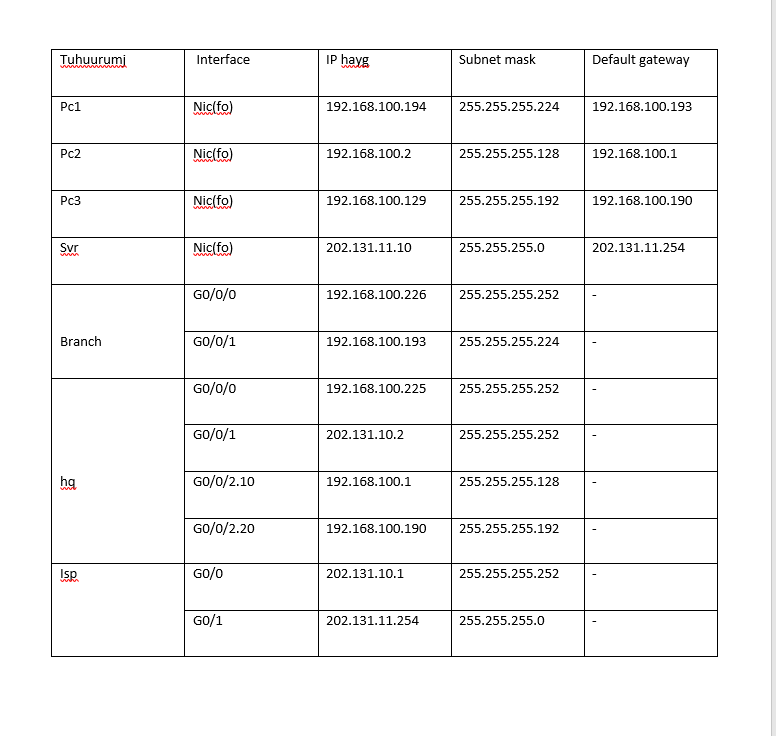 Tuhuurumj Interface IP hayg Subnet mask Default gateway
Pc1 Nic(fo) 192.168.100.194 255.255.255.224 192.168.100.193
Pc2 Nic(fo) 192.168.100.2 255.255.255.128 192.168.100.1
Pc3 Nic(fo) 192.168.100.129 255.255.255.192 192.168.100.190
Svr Nic(fo) 202.131.11.10 255.255.255.0 202.131.11.254
G0/0/0 192.168.100.226 255.255.255.252 -
Branch G0/0/1 192.168.100.193 255.255.255.224 -
G0/0/0 192.168.100.225 255.255.255.252 -
G0/0/1 202.131.10.2 255.255.255.252 -
hq G0/0/2.10 192.168.100.1 255.255.255.128 -
G0/0/2.20 192.168.100.190 255.255.255.192 -
Isp G0/0 202.131.10.1 255.255.255.252 -
G0/1 202.131.11.254 255.255.255.0 -